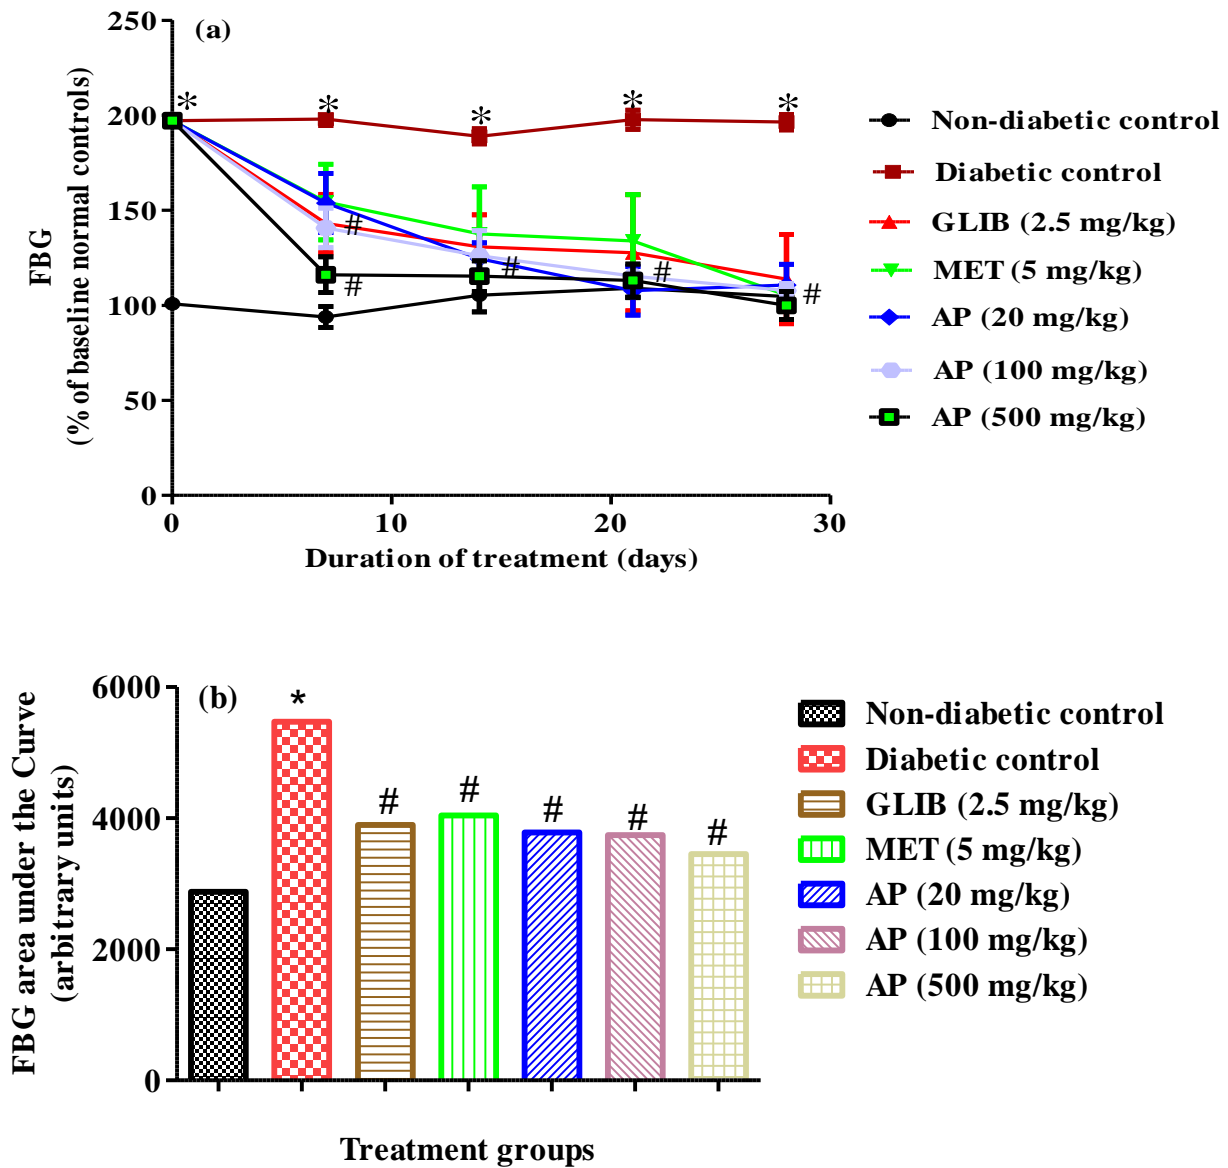 250
(a)
200
150
100
50
0
FBG
(% of baseline normal controls)
* * * * *
# # # # #
0 10 20 30
Duration of treatment (days)
Non-diabetic control
Diabetic control
GLIB (2.5 mg/kg)
MET (5 mg/kg)
AP (20 mg/kg)
AP (100 mg/kg)
AP (500 mg/kg)
6000
(b)
4000
2000
0
FBG area under the Curve
(arbitrary units)
* # # # # #
Treatment groups
Non-diabetic control
Diabetic control
GLIB (2.5 mg/kg)
MET (5 mg/kg)
AP (20 mg/kg)
AP (100 mg/kg)
AP (500 mg/kg)